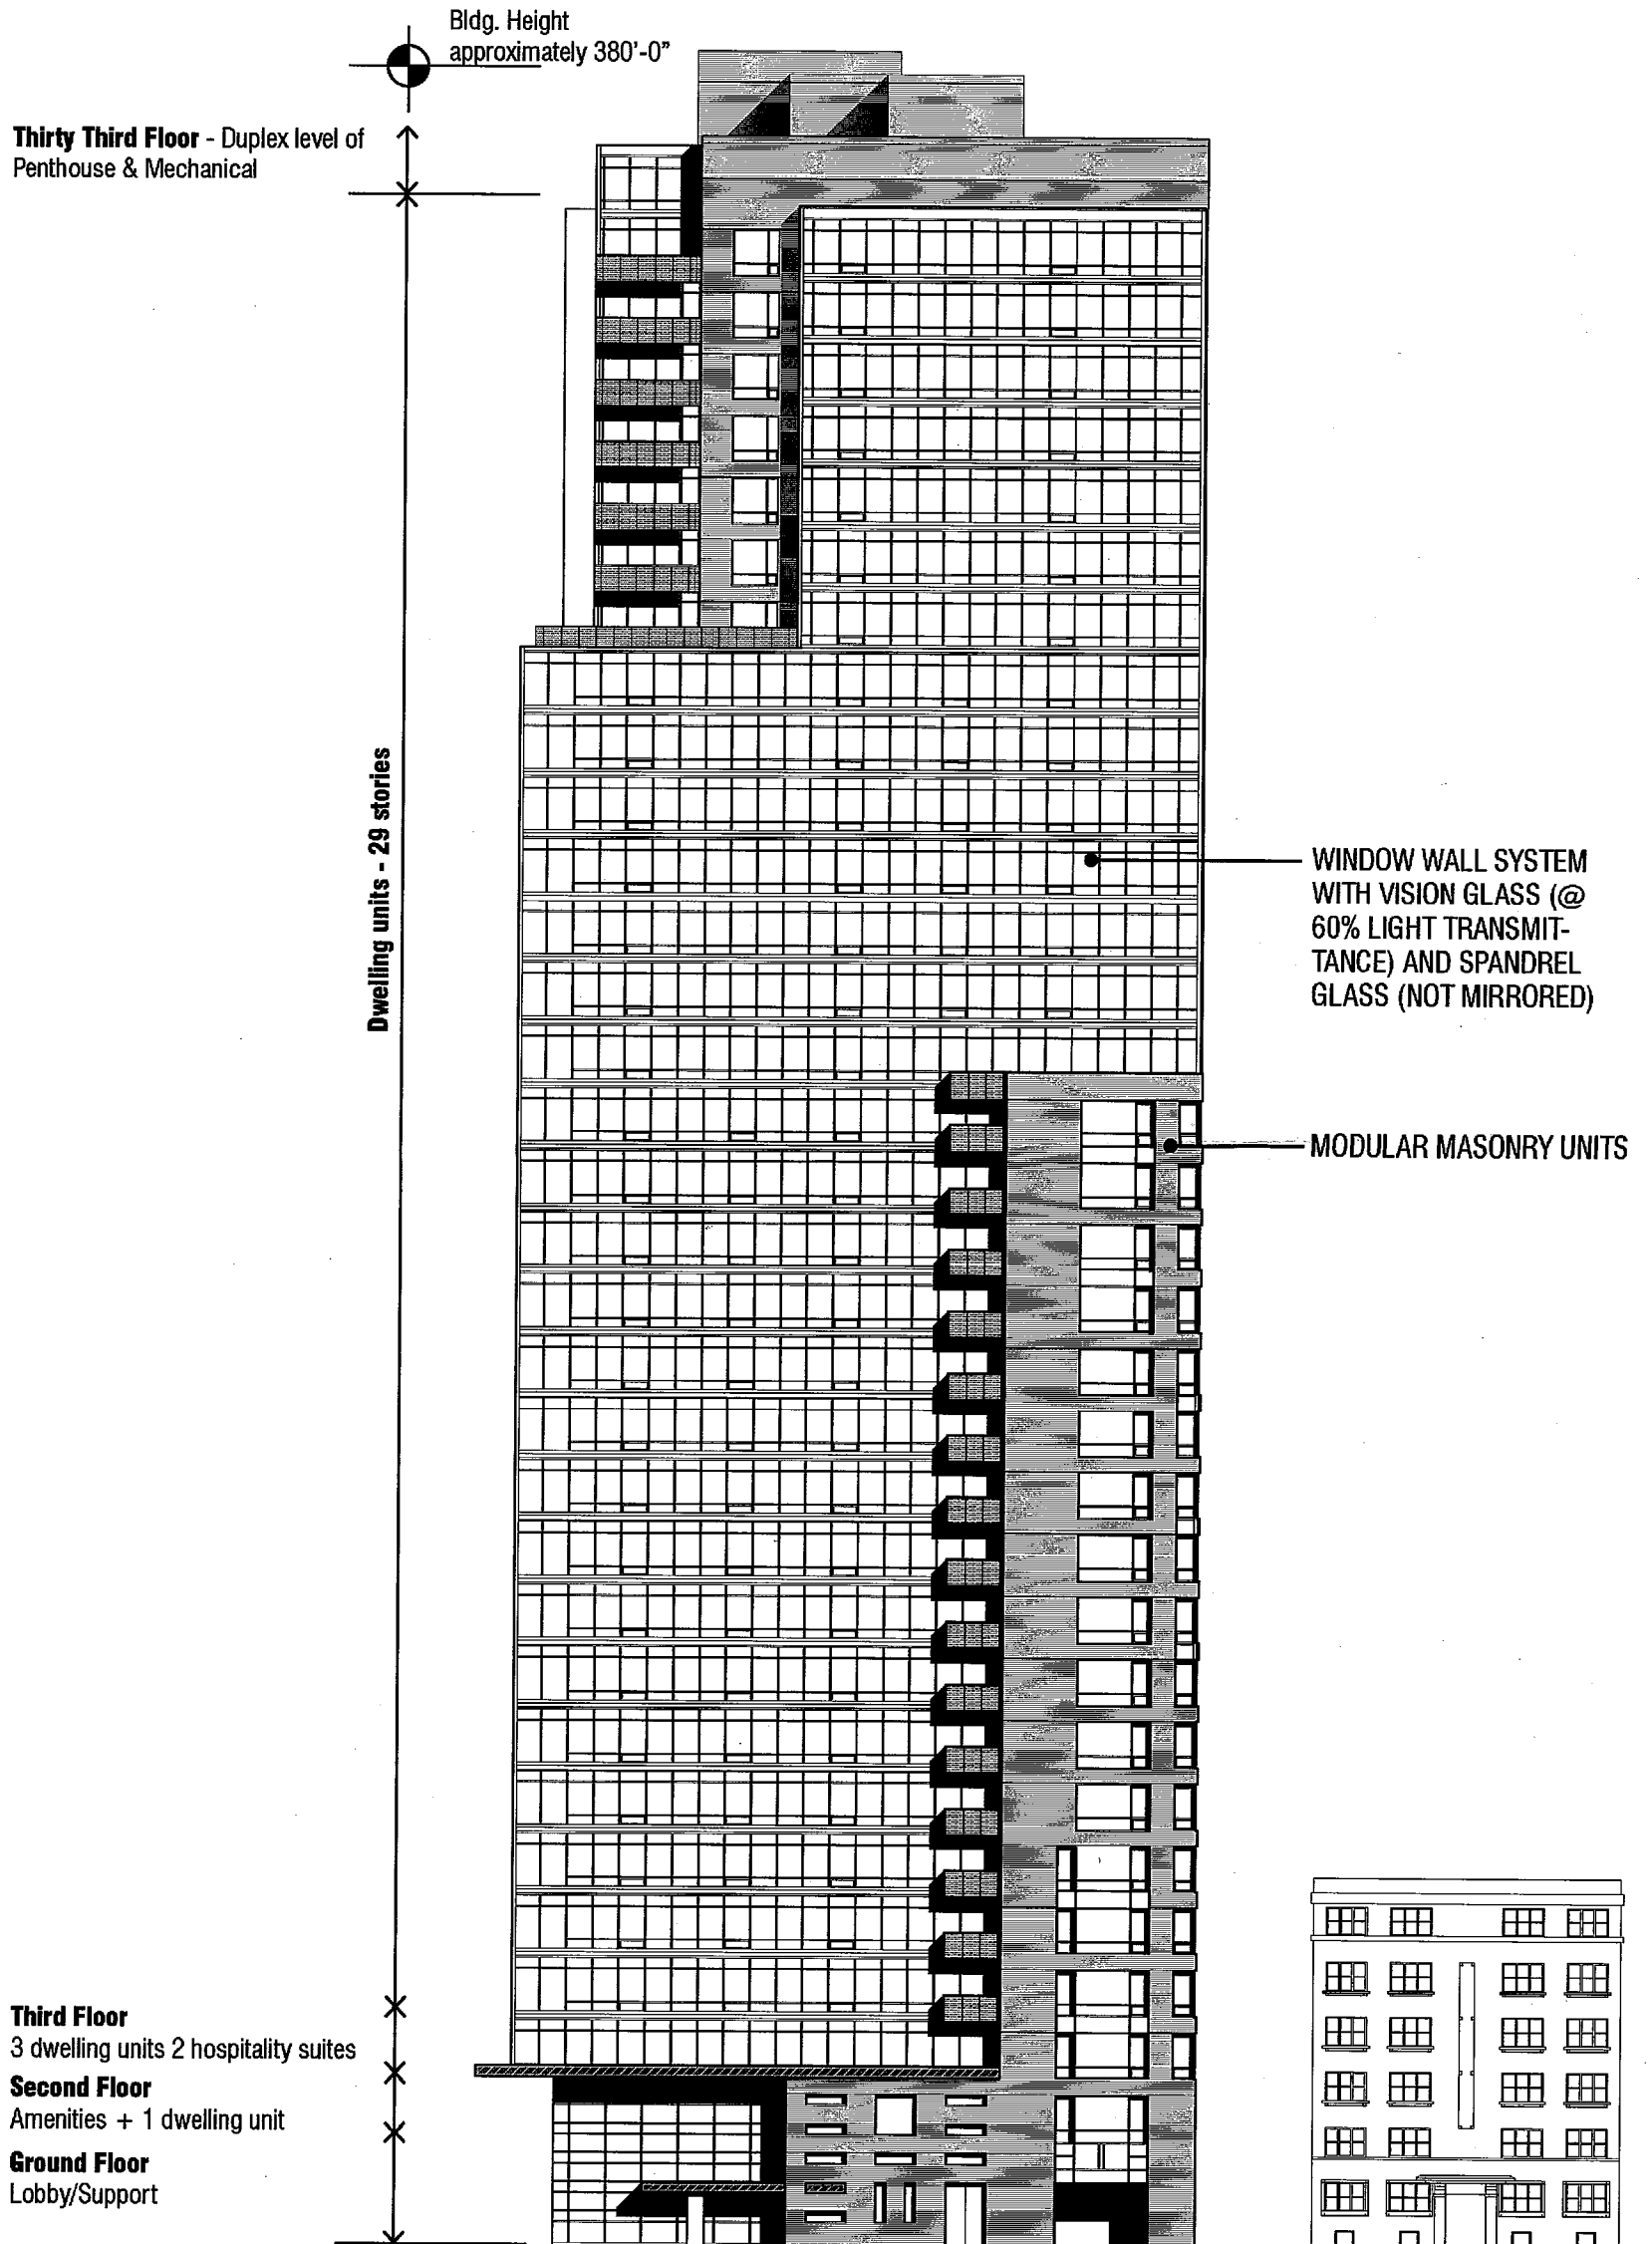 Bldg. Height
approximately 380'-0”
Thirty Third Floor - Duplex level of
Penthouse & Mechanical
Dwelling units - 29 stories
WINDOW WALL SYSTEM
WITH VISION GLASS (@
60% LIGHT TRANSMIT-
TANCE) AND SPANDREL
GLASS (NOT MIRRORED)
MODULAR MASONRY UNITS
Third Floor
3 dwelling units 2 hospitality suites
Second Floor
Amenities + 1 dwelling unit
Ground Floor
Lobby/Support